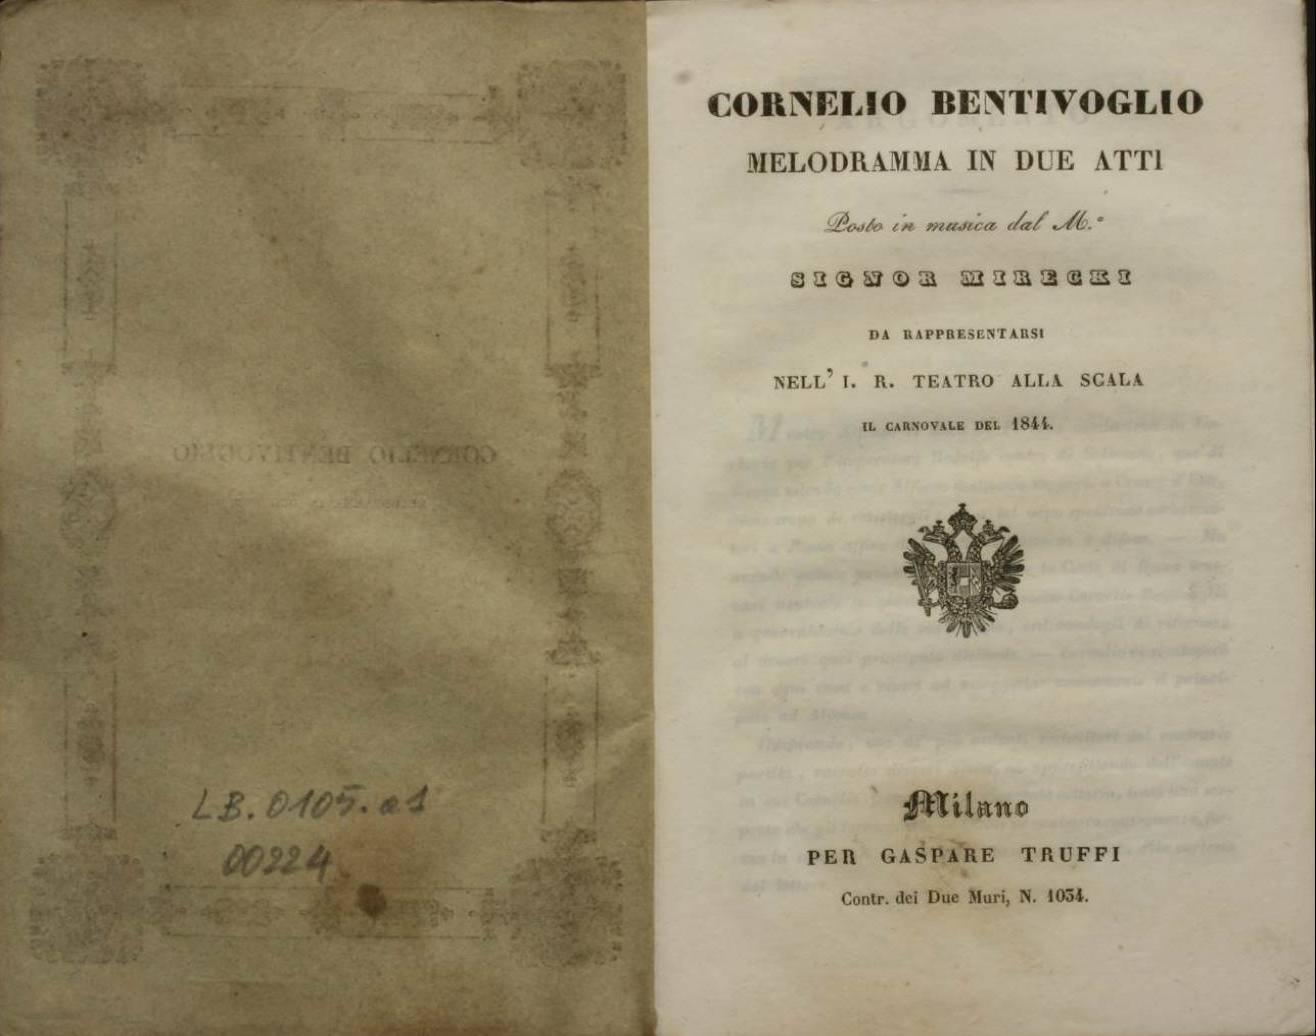 LB.0105.a1
00224
CORNELIO BENTIVOGLIO
MELODRAMMA IN DUE ATTI
Posto in musica dal M.°
SIGNOR MIRECKI
DA RAPPRESENTARSI
NELL' I. R. TEATRO ALLA SCALA
IL CARNOVALE DEL 1844.
Milano
PER GASPARE TRUFFI
Contr. dei Due Muri, N. 1034.